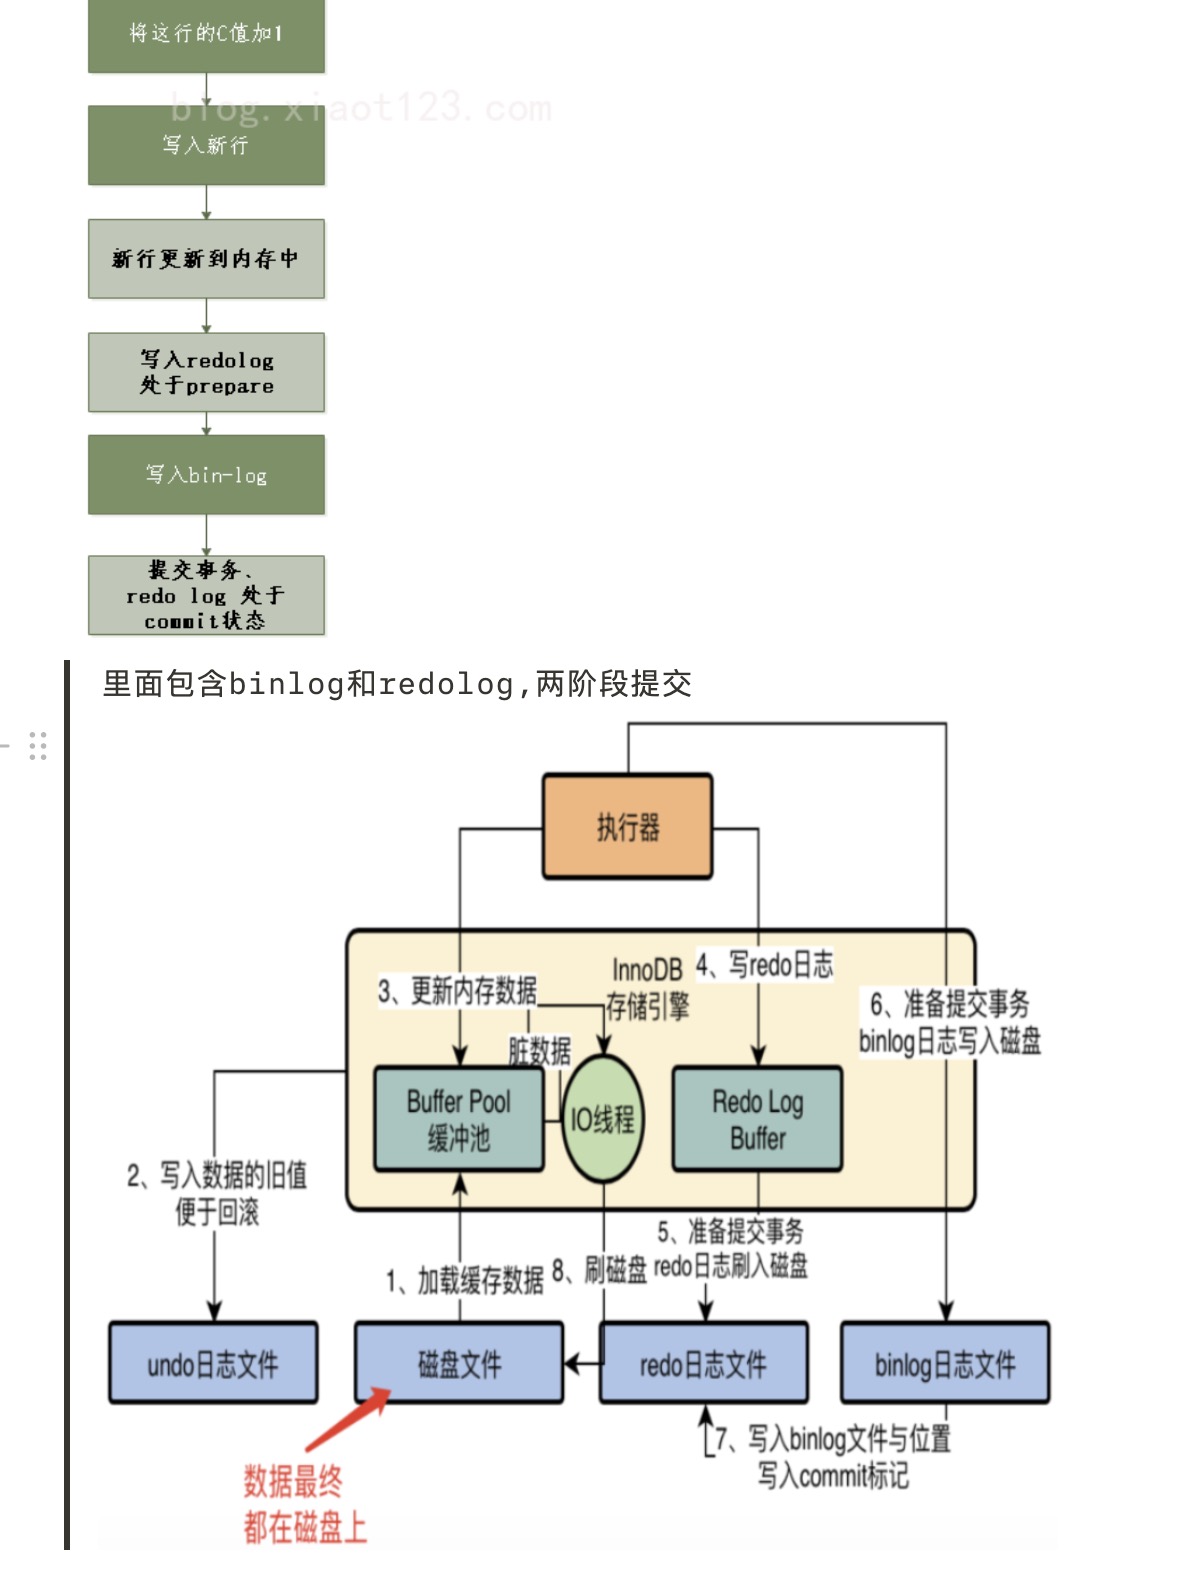 将这行的C值加1
blog.xiaot123.com
写入新行
新行更新到内存中
写入redolog
处于prepare
写入bin-log
提交事务、
redo log 处于
commit状态
里面包含binlog和redolog,两阶段提交
执行器
InnoDB
存储引擎
4、写redo日志
3、更新内存数据
6、准备提交事务
binlog日志写入磁盘
脏数据
Buffer Pool
缓冲池
IO线程
Redo Log
Buffer
2、写入数据的旧值
便于回滚
1、加载缓存数据
8、刷磁盘
5、准备提交事务
redo日志刷入磁盘
undo日志文件
磁盘文件
redo日志文件
binlog日志文件
7、写入binlog文件与位置
写入commit标记
数据最终
都在磁盘上